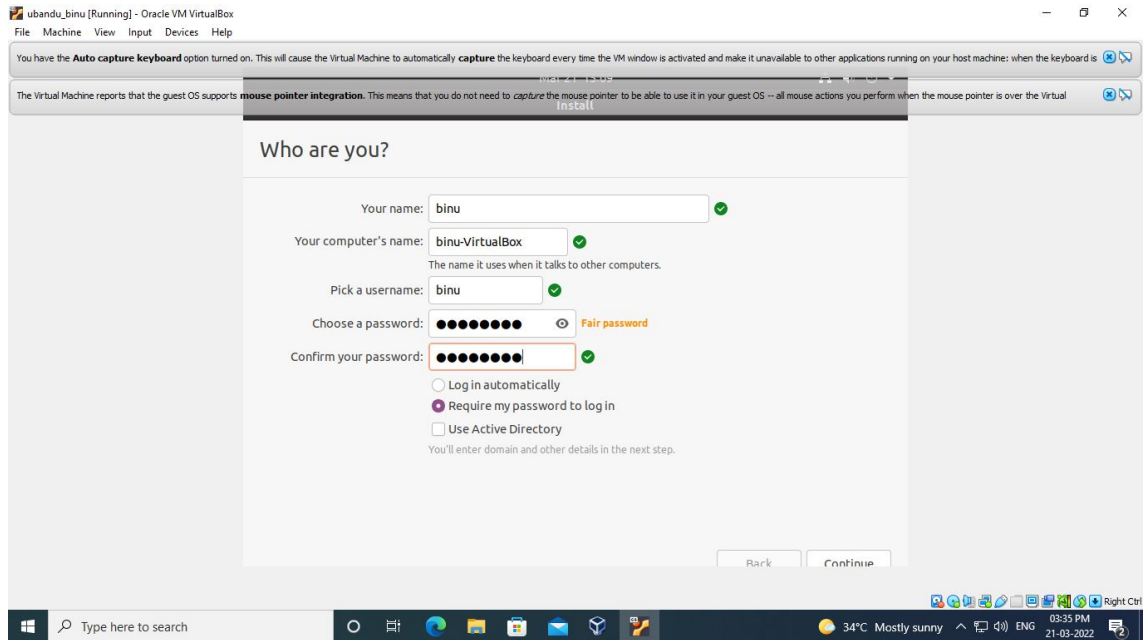 ubandu_binu [Running] - Oracle VM VirtualBox
File Machine View Input Devices Help
You have the Auto capture keyboard option turned on. This will cause the Virtual Machine to automatically capture the keyboard every time the VM window is activated and make it unavailable to other applications running on your host machine: when the keyboard is
The Virtual Machine reports that the guest OS supports mouse pointer integration. This means that you do not need to capture the mouse pointer to be able to use it in your guest OS -- all mouse actions you perform when the mouse pointer is over the Virtual
Install
Who are you?
Your name: binu
Your computer's name: binu-VirtualBox
The name it uses when it talks to other computers.
Pick a username: binu
Choose a password: ●●●●●●●● Fair password
Confirm your password: ●●●●●●●●
Log in automatically
Require my password to log in
Use Active Directory
You'll enter domain and other details in the next step.
Back Continue
Right Ctrl
Type here to search
34°C Mostly sunny ENG 03:35 PM
21-03-2022 2